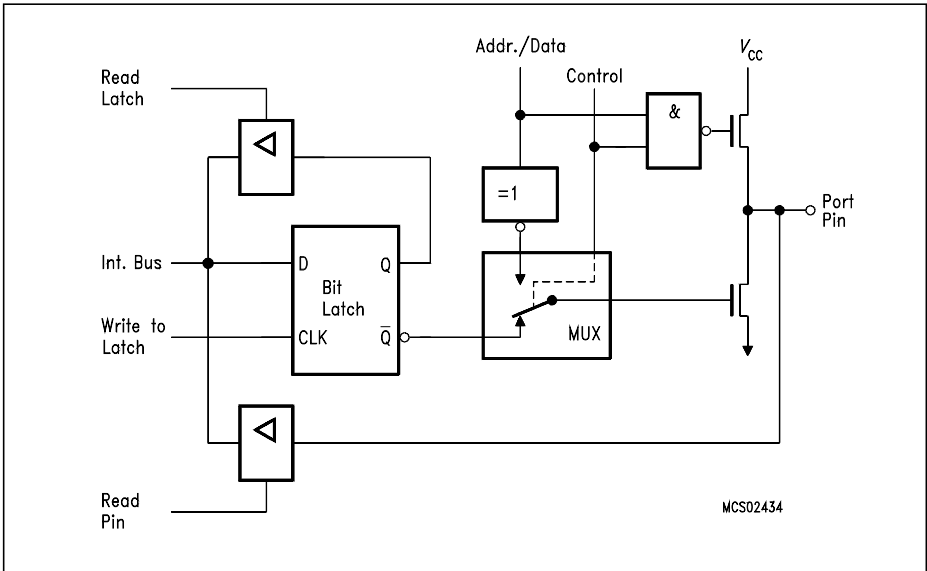 Addr./Data
Control
VCC
Read
Latch
&
=1
Port
Pin
Int. Bus
D
Q
Bit
Latch
Write to
Latch
CLK
Q̅
MUX
Read
Pin
MCS02434